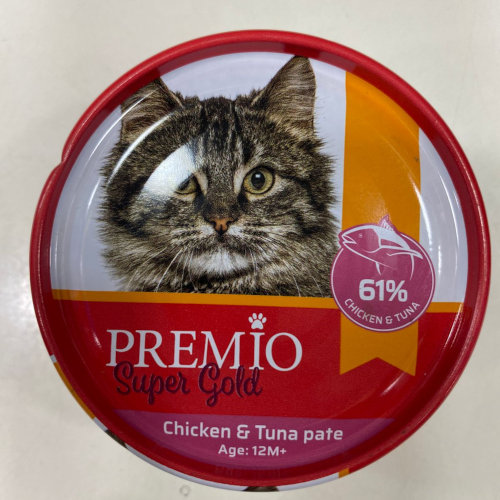 61%
CHICKEN & TUNA
PREMIO
Super Gold
Chicken & Tuna pate
Age: 12M+